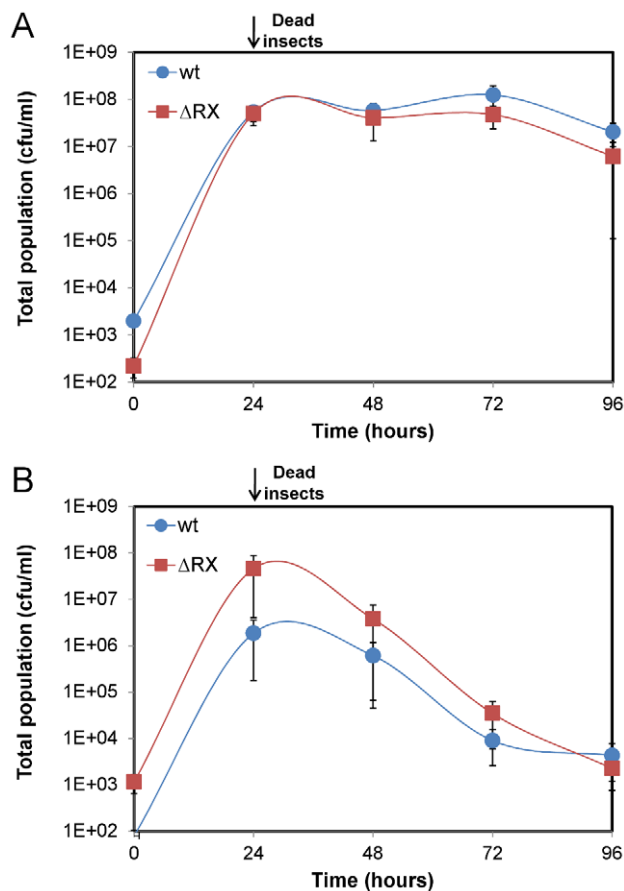 A
Dead
insects
1E+09
wt
1E+08
ΔRX
1E+07
1E+06
1E+05
1E+04
1E+03
1E+02
Total population (cfu/ml)
0 24 48 72 96
Time (hours)
B
Dead
insects
1E+09
wt
1E+08
ΔRX
1E+07
1E+06
1E+05
1E+04
1E+03
1E+02
Total population (cfu/ml)
0 24 48 72 96
Time (hours)